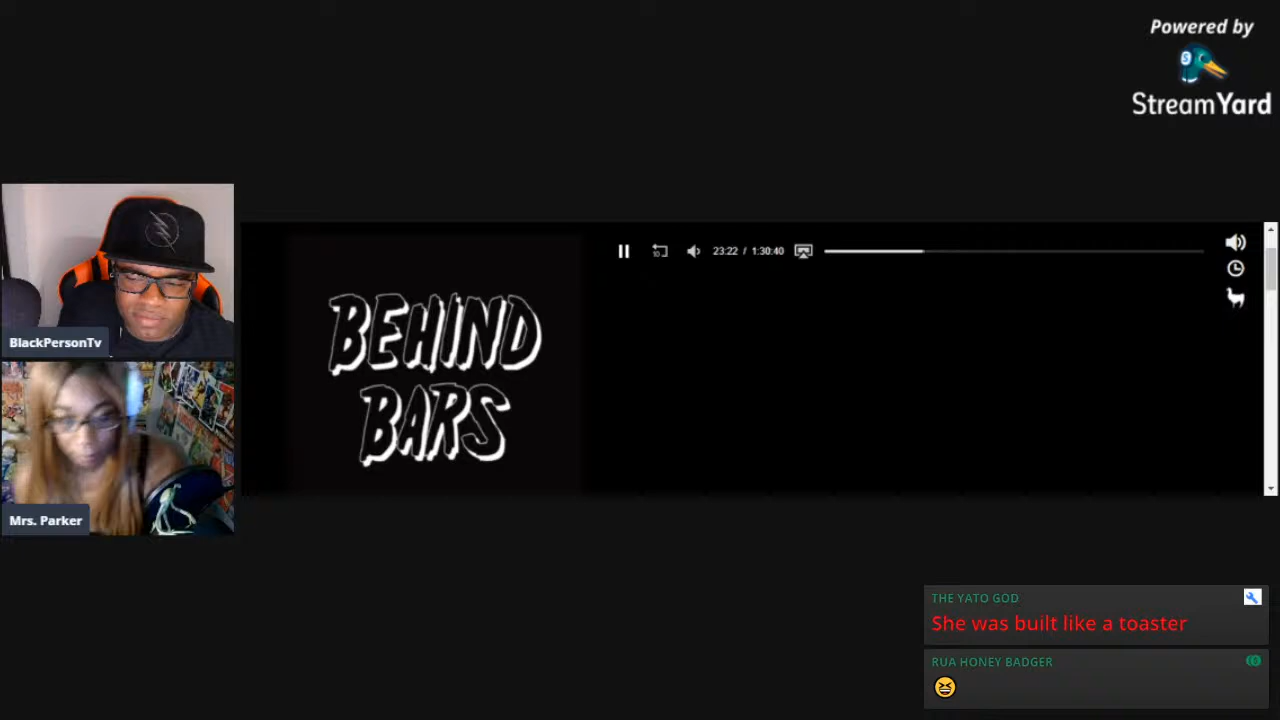 Powered by
StreamYard
BlackPersonTv
Mrs. Parker
23:22 / 1:30:40
BEHIND
BARS
THE YATO GOD
She was built like a toaster
RUA HONEY BADGER